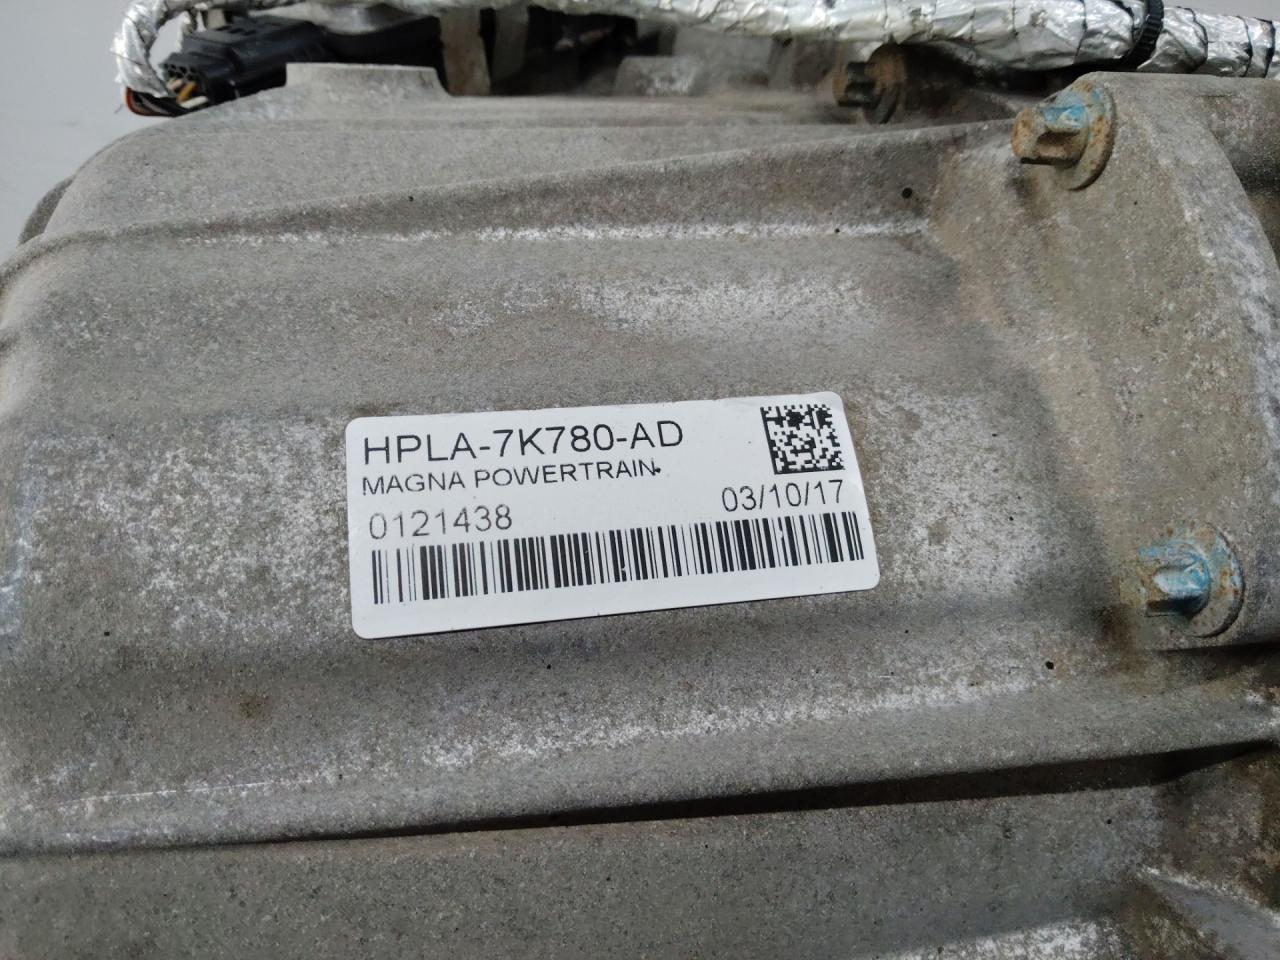 HPLA-7K780-AD
MAGNA POWERTRAIN
0121438
03/10/17